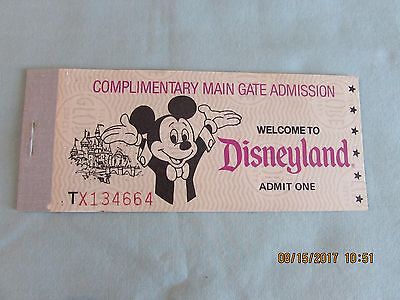 COMPLIMENTARY MAIN GATE ADMISSION
WELCOME TO
Disneyland
ADMIT ONE
TX134664
09/15/2017 10:51